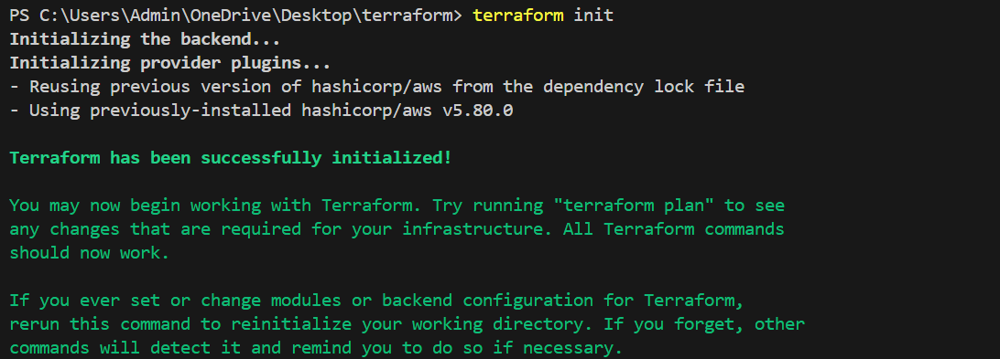 PS C:\Users\Admin\OneDrive\Desktop\terraform> terraform init
Initializing the backend...
Initializing provider plugins...
- Reusing previous version of hashicorp/aws from the dependency lock file
- Using previously-installed hashicorp/aws v5.80.0
Terraform has been successfully initialized!
You may now begin working with Terraform. Try running "terraform plan" to see
any changes that are required for your infrastructure. All Terraform commands
should now work.
If you ever set or change modules or backend configuration for Terraform,
rerun this command to reinitialize your working directory. If you forget, other
commands will detect it and remind you to do so if necessary.